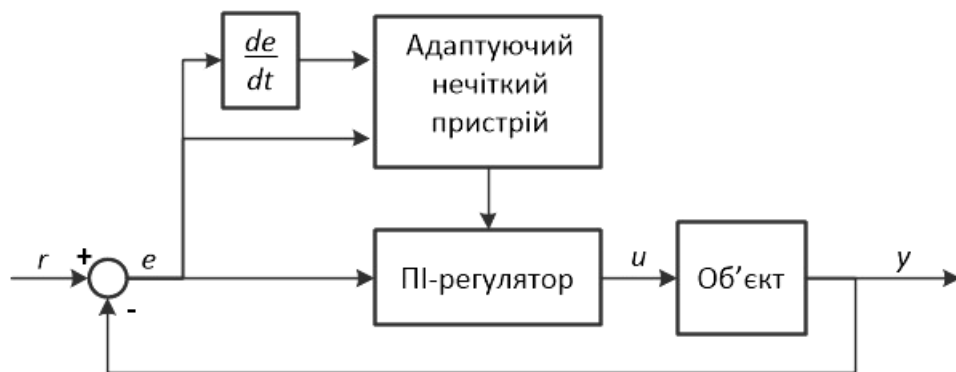 de
dt
Адаптуючий
нечіткий
пристрій
r
+
e
-
ПІ-регулятор
u
Об’єкт
y